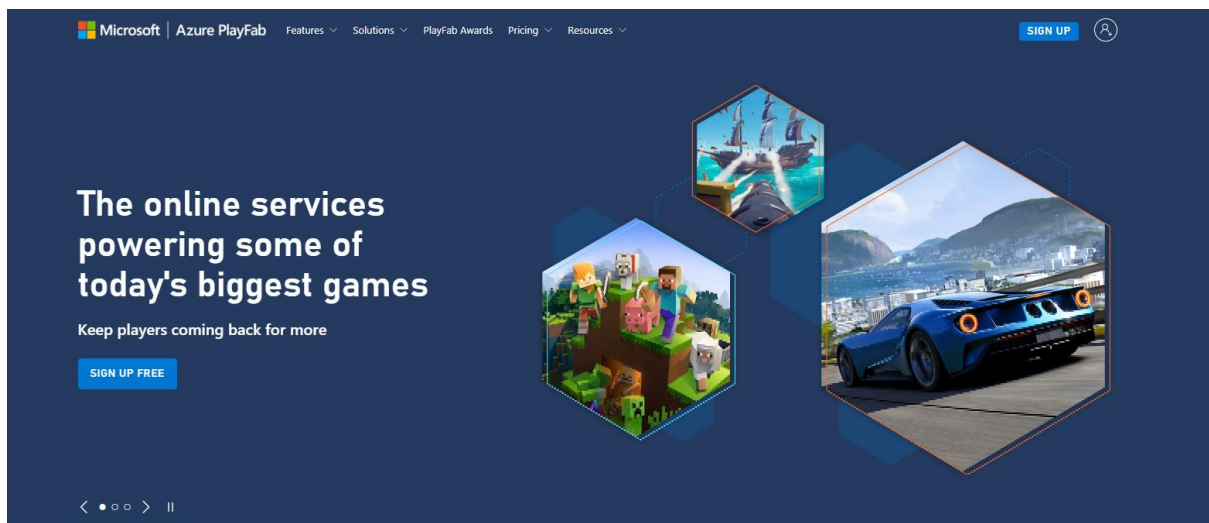 Microsoft | Azure PlayFab Features Solutions PlayFab Awards Pricing Resources SIGN UP
The online services
powering some of
today's biggest games
Keep players coming back for more
SIGN UP FREE